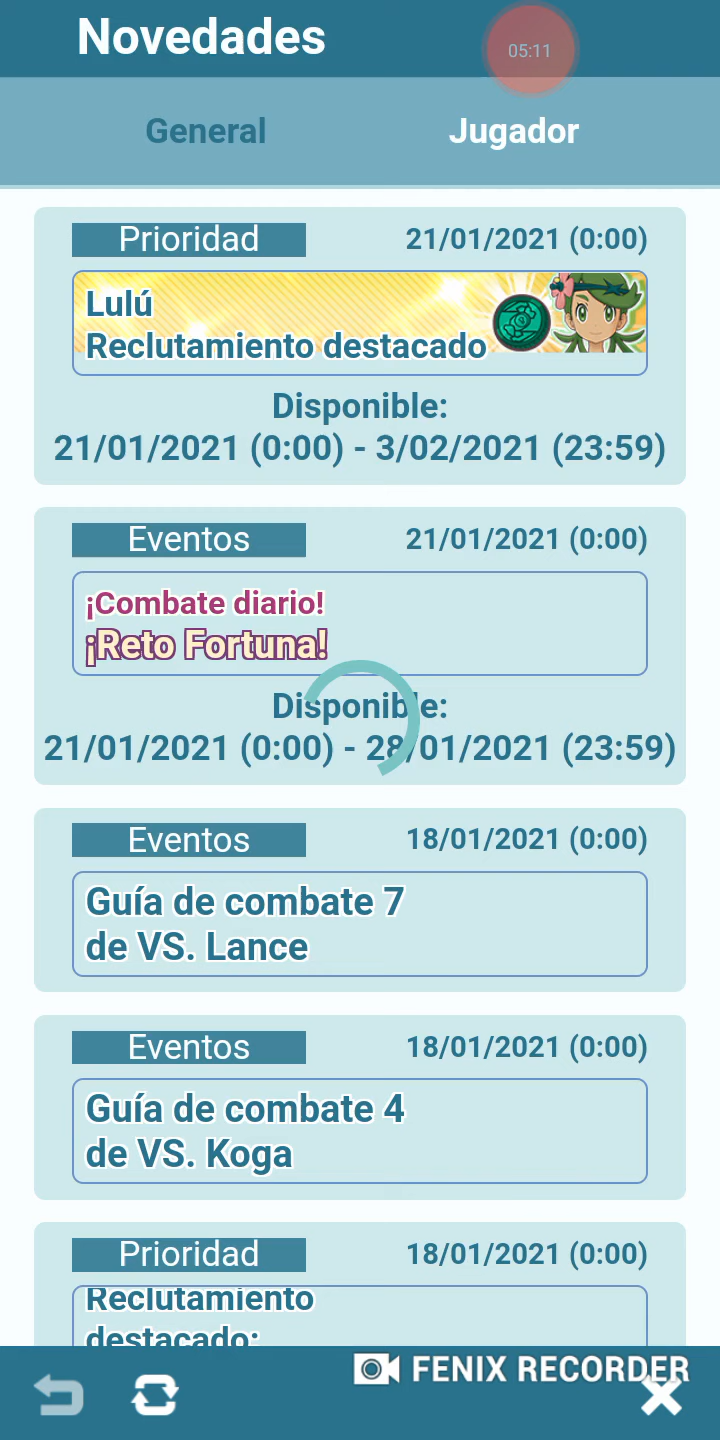 Novedades
05:11
General
Jugador
Prioridad
21/01/2021 (0:00)
Lulú
Reclutamiento destacado
Disponible:
21/01/2021 (0:00) - 3/02/2021 (23:59)
Eventos
21/01/2021 (0:00)
¡Combate diario!
¡Reto Fortuna!
Disponible:
21/01/2021 (0:00) - 28/01/2021 (23:59)
Eventos
18/01/2021 (0:00)
Guía de combate 7
de VS. Lance
Eventos
18/01/2021 (0:00)
Guía de combate 4
de VS. Koga
Prioridad
18/01/2021 (0:00)
Reclutamiento
destacado:
FENIX RECORDER